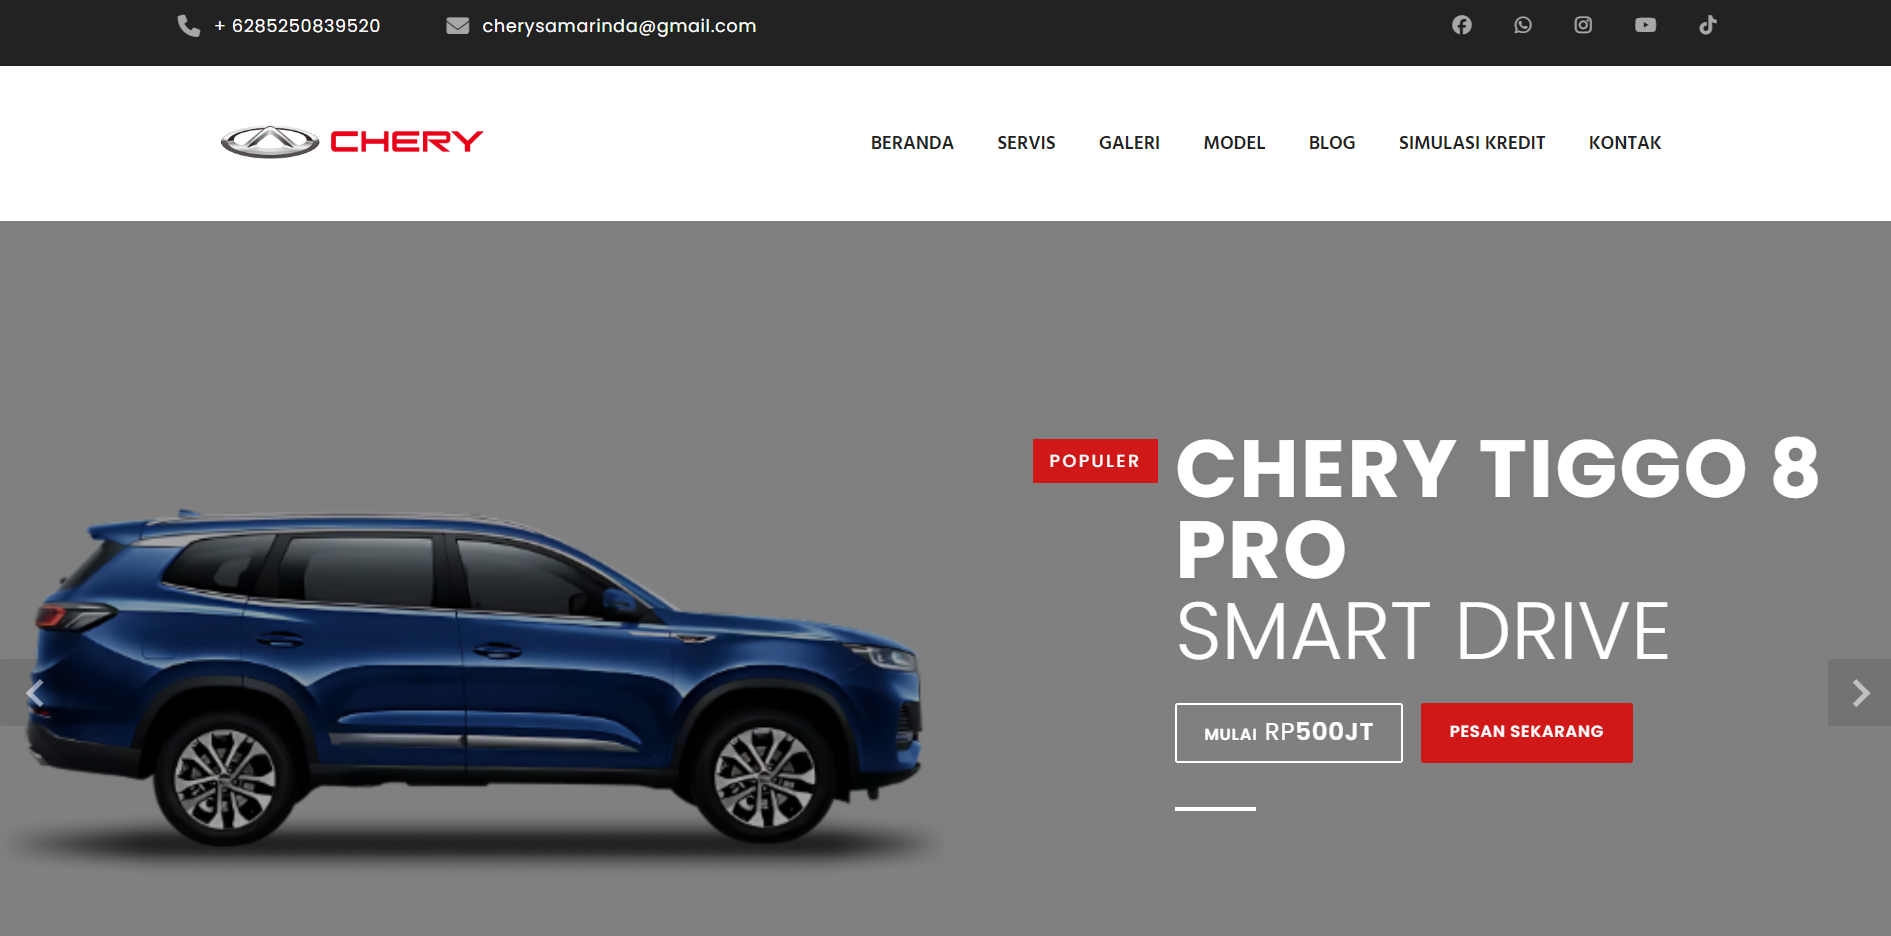 + 6285250839520
cherysamarinda@gmail.com
CHERY
BERANDA SERVIS GALERI MODEL BLOG SIMULASI KREDIT KONTAK
POPULER
CHERY TIGGO 8
PRO
SMART DRIVE
MULAI RP500JT
PESAN SEKARANG